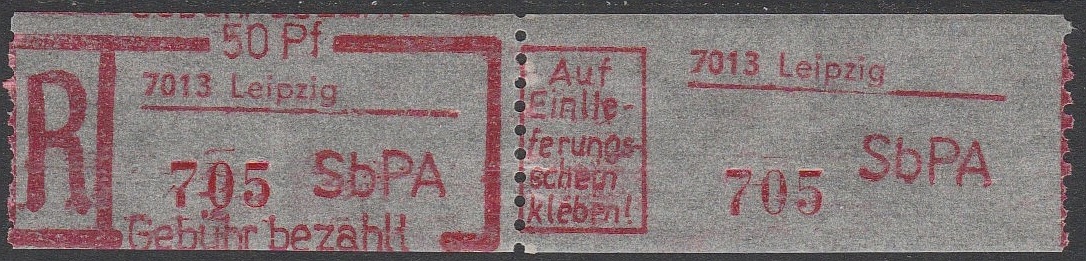 50 Pf
R
7013 Leipzig
705 SbPA
Gebühr bezahlt
Auf
Einlie-
ferungs-
schein
kleben!
7013 Leipzig
705 SbPA